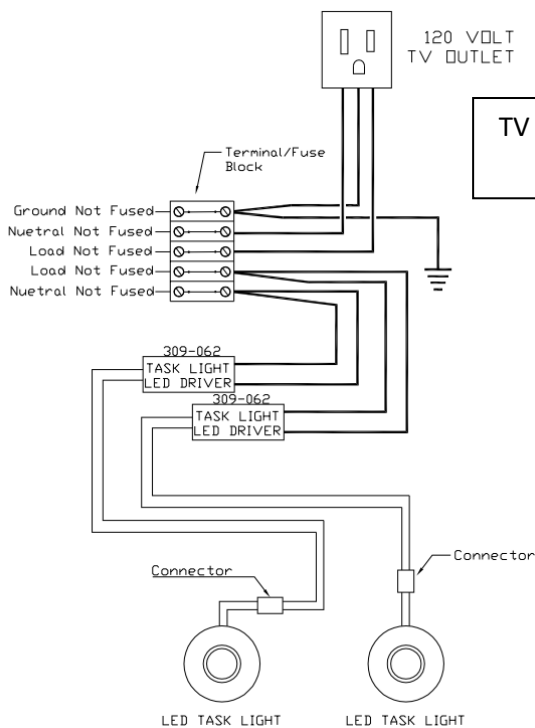 120 VOLT
TV OUTLET
TV
Terminal/Fuse
Block
Ground Not Fused
Nuetral Not Fused
Load Not Fused
Load Not Fused
Nuetral Not Fused
309-062
TASK LIGHT
LED DRIVER
309-062
TASK LIGHT
LED DRIVER
Connector
Connector
LED TASK LIGHT
LED TASK LIGHT